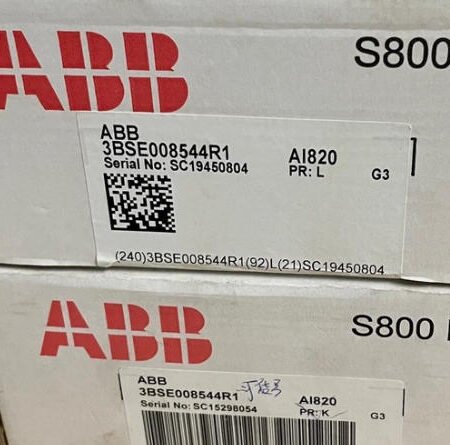 ABB
S800
ABB
3BSE008544R1
AI820
Serial No: SC19450804
PR: L
G3
(240)3BSE008544R1(92)L(21)SC19450804
ABB
S800
ABB
3BSE008544R1
AI820
Serial No: SC15298054
PR: K
G3